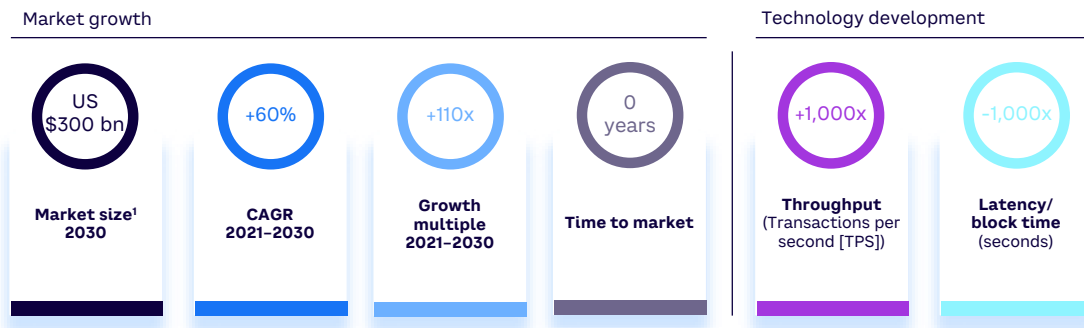 Market growth
Technology development
US
$300 bn
+60%
+110x
0
years
+1,000x
-1,000x
Market size¹
2030
CAGR
2021–2030
Growth
multiple
2021–2030
Time to market
Throughput
(Transactions per
second [TPS])
Latency/
block time
(seconds)